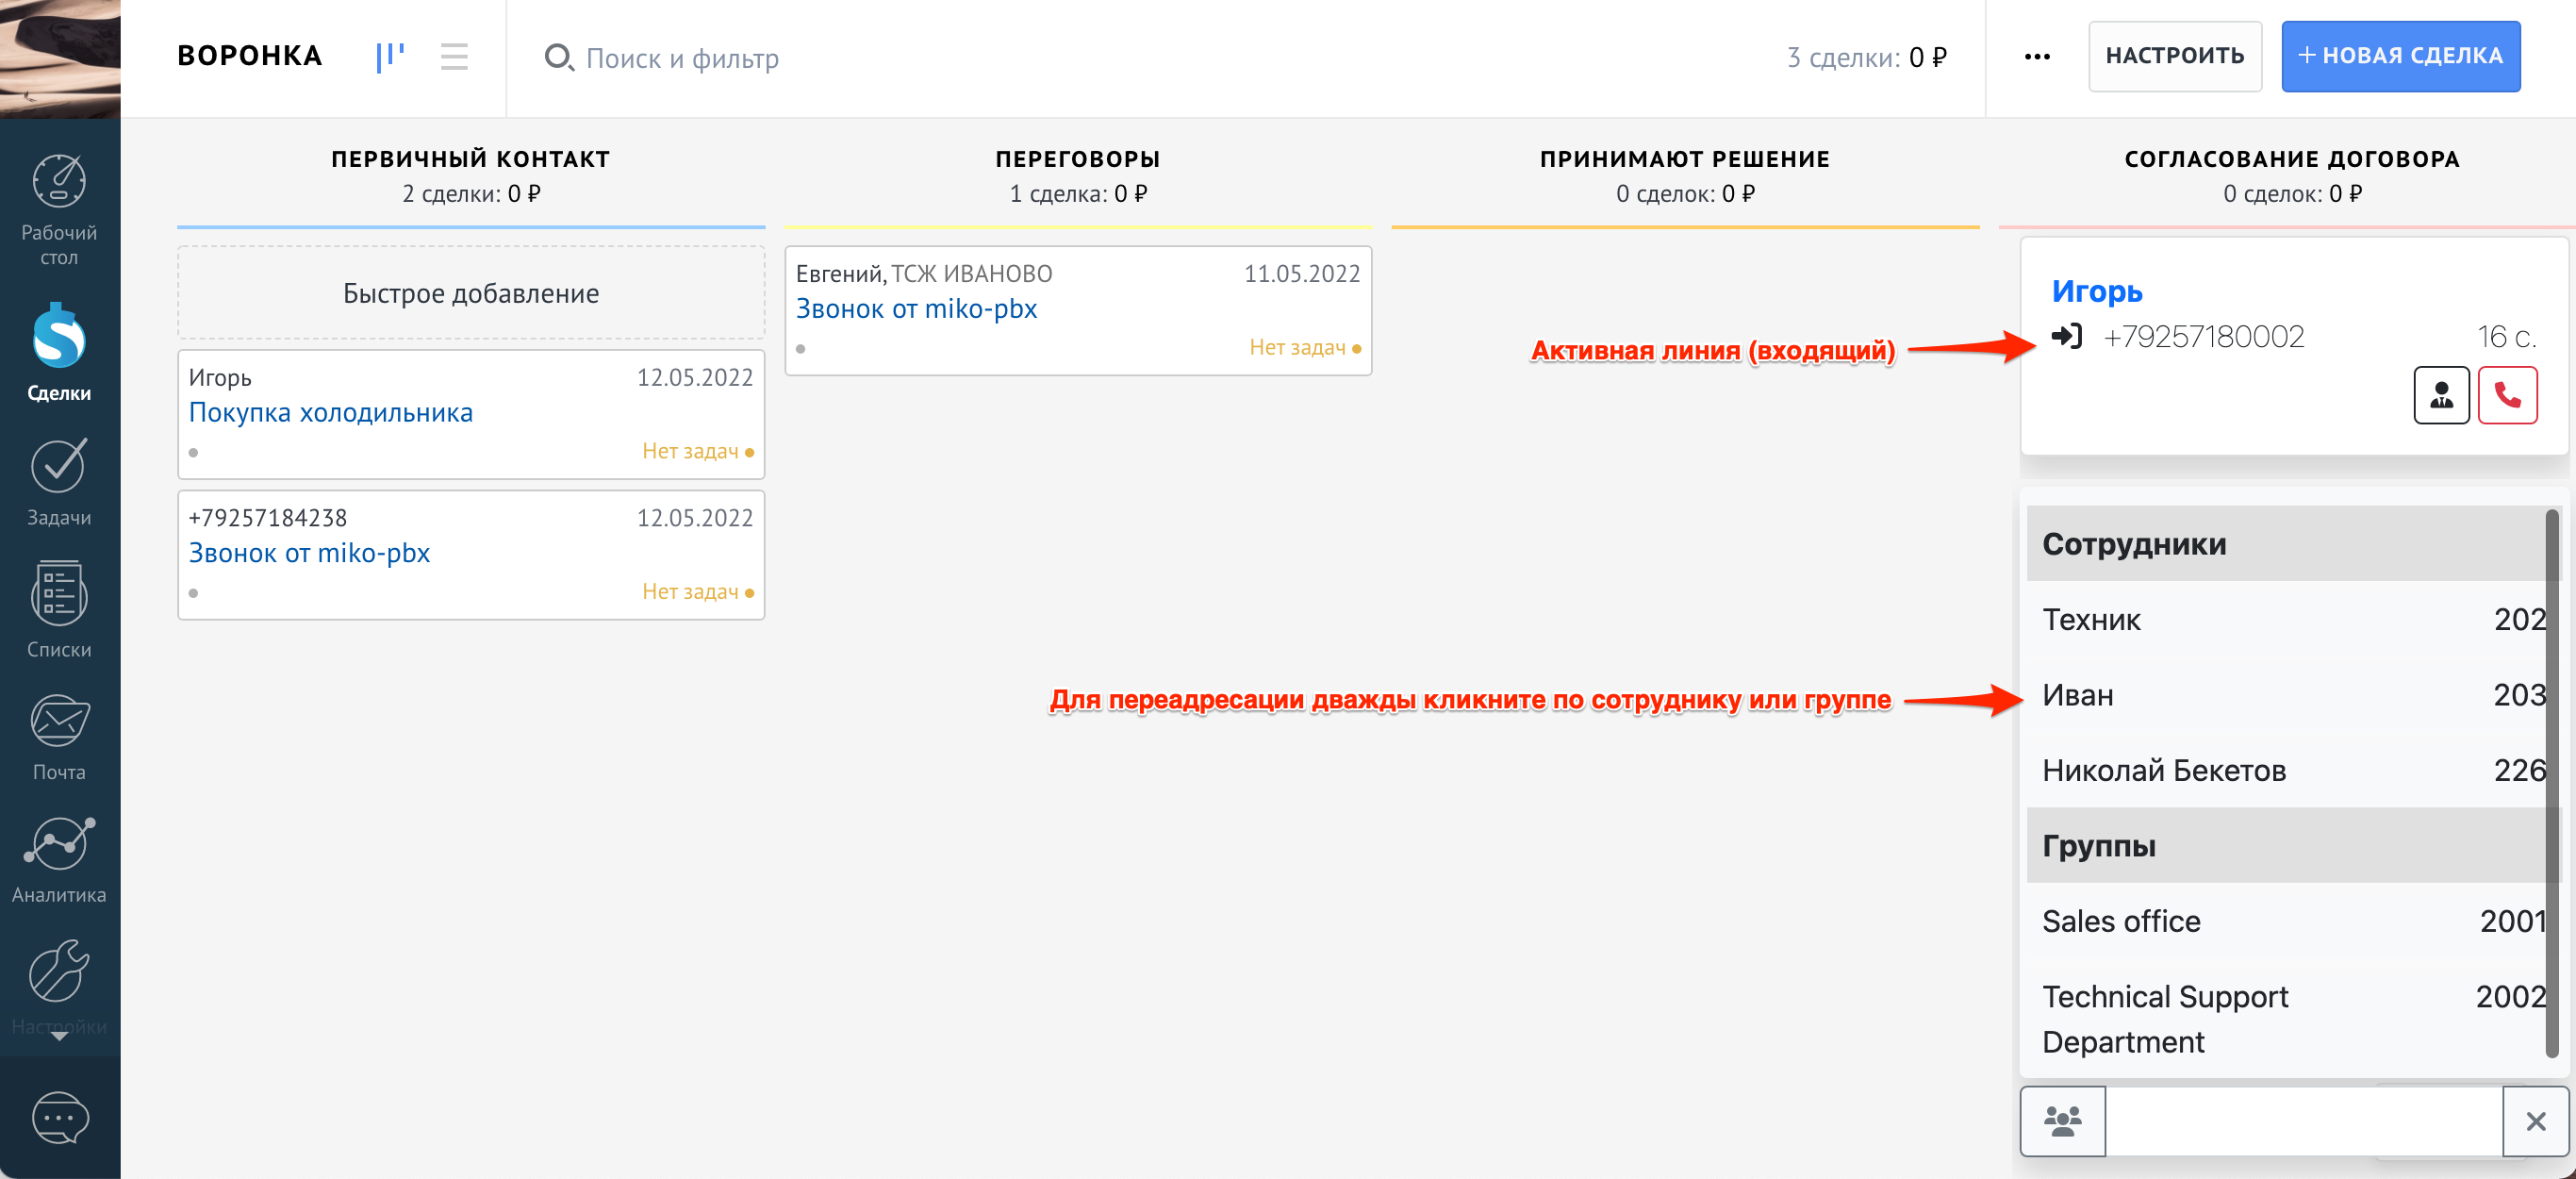 ВОРОНКА
Поиск и фильтр
3 сделки: 0 ₽
НАСТРОИТЬ
+ НОВАЯ СДЕЛКА
Рабочий
стол
Сделки
Задачи
Списки
Почта
Аналитика
Настройки
ПЕРВИЧНЫЙ КОНТАКТ
2 сделки: 0 ₽
Быстрое добавление
Игорь 12.05.2022
Покупка холодильника
Нет задач
+79257184238 12.05.2022
Звонок от miko-pbx
Нет задач
ПЕРЕГОВОРЫ
1 сделка: 0 ₽
Евгений, ТСЖ ИВАНОВО 11.05.2022
Звонок от miko-pbx
Нет задач
ПРИНИМАЮТ РЕШЕНИЕ
0 сделок: 0 ₽
СОГЛАСОВАНИЕ ДОГОВОРА
0 сделок: 0 ₽
Активная линия (входящий)
Игорь
+79257180002 16 с.
Для переадресации дважды кликните по сотруднику или группе
Сотрудники
Техник 202
Иван 203
Николай Бекетов 226
Группы
Sales office 2001
Technical Support 2002
Department